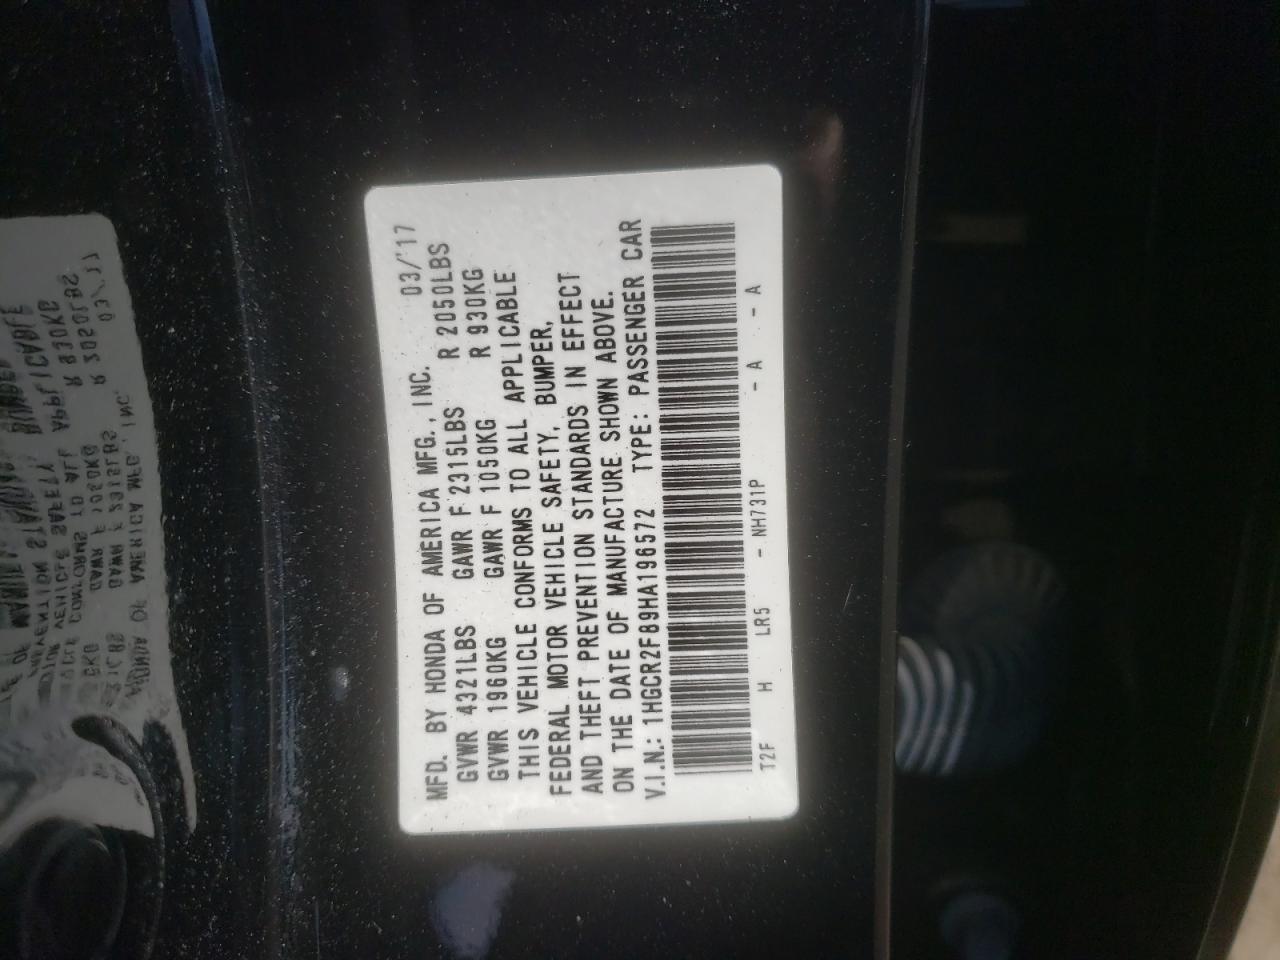 MFD. BY HONDA OF AMERICA MFG., INC. 03/'17
GVWR 4321LBS GAWR F 2315LBS R 2050LBS
GVWR 1960KG GAWR F 1050KG R 930KG
THIS VEHICLE CONFORMS TO ALL APPLICABLE
FEDERAL MOTOR VEHICLE SAFETY, BUMPER,
AND THEFT PREVENTION STANDARDS IN EFFECT
ON THE DATE OF MANUFACTURE SHOWN ABOVE.
V.I.N.: 1HGCR2F89HA196572 TYPE: PASSENGER CAR
T2F H LR5 - NH731P - A - A